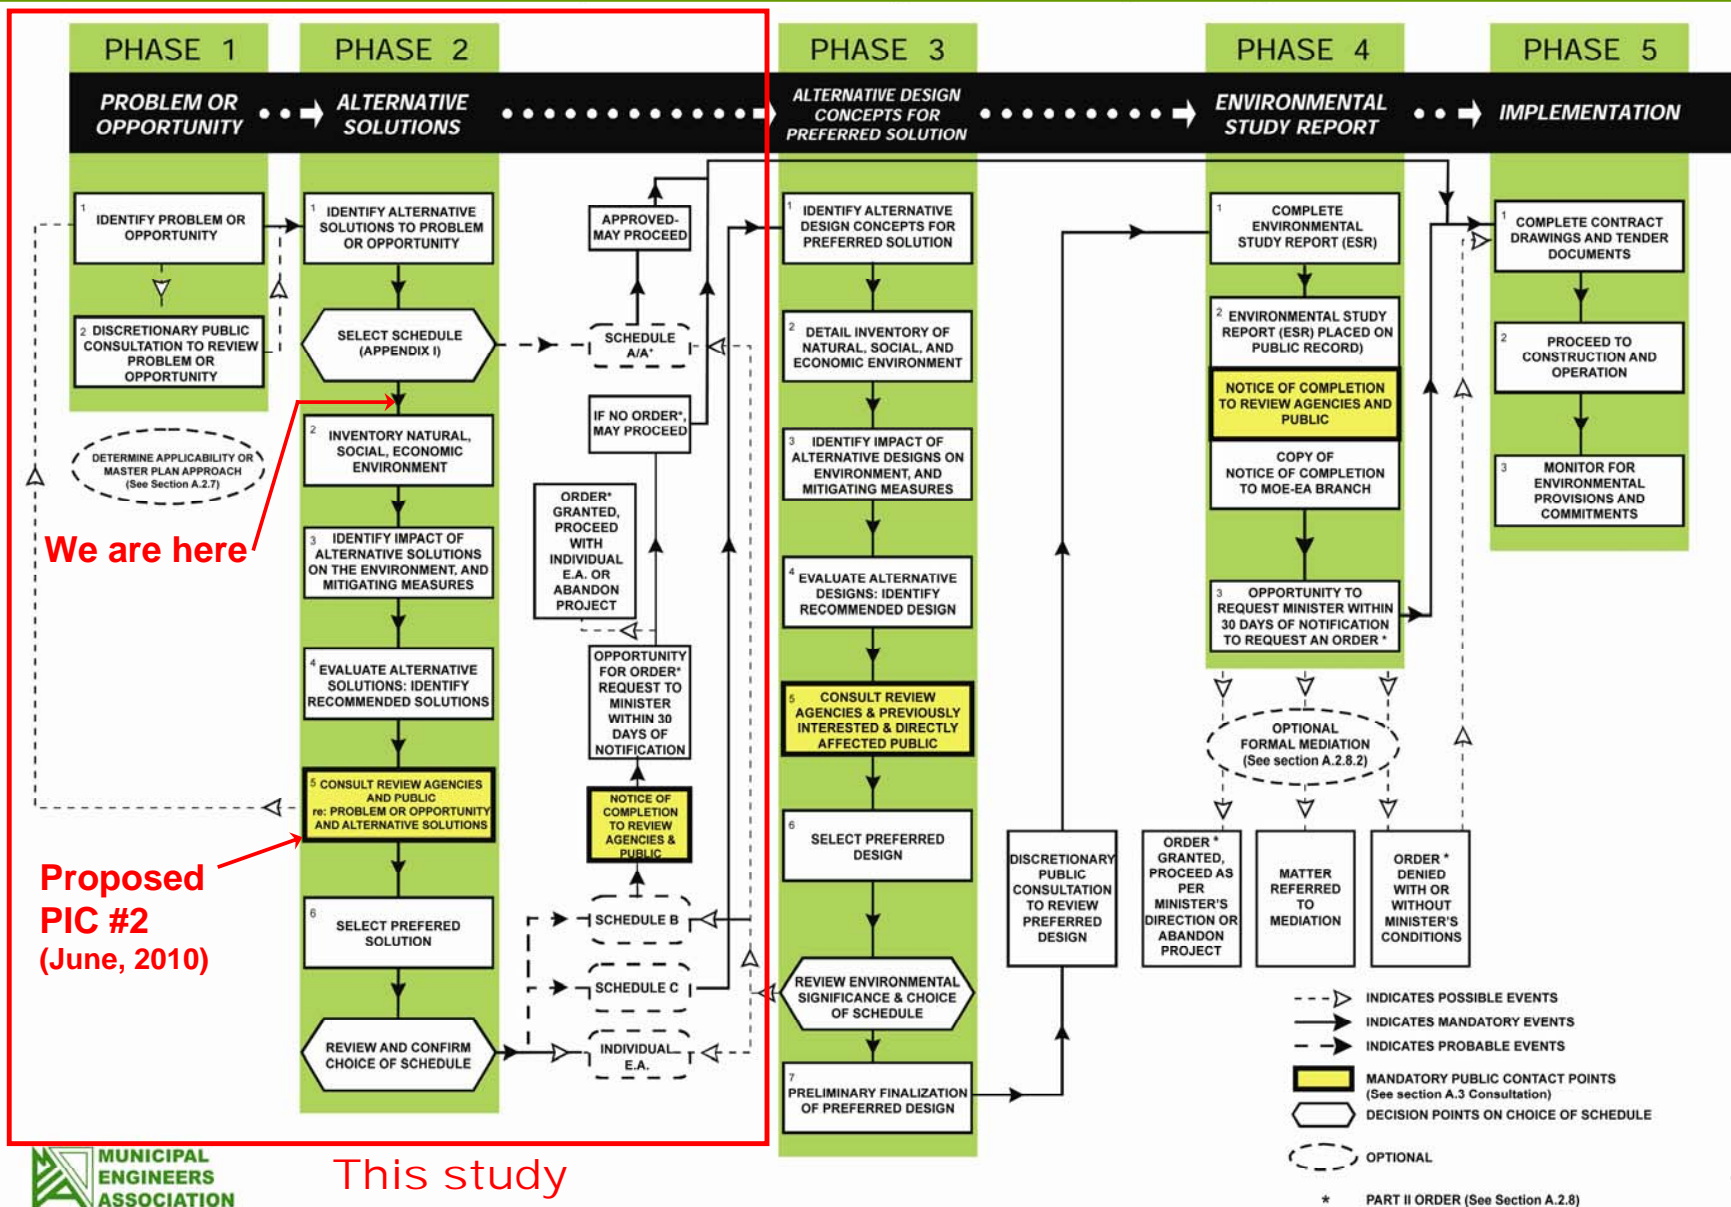 PHASE 1
PHASE 2
PHASE 3
PHASE 4
PHASE 5
PROBLEM OR
OPPORTUNITY
ALTERNATIVE
SOLUTIONS
ALTERNATIVE DESIGN
CONCEPTS FOR
PREFERRED SOLUTION
ENVIRONMENTAL
STUDY REPORT
IMPLEMENTATION
1
IDENTIFY PROBLEM OR
OPPORTUNITY
2 DISCRETIONARY PUBLIC
CONSULTATION TO REVIEW
PROBLEM OR
OPPORTUNITY
DETERMINE APPLICABILITY OR
MASTER PLAN APPROACH
(See Section A.2.7)
We are here
Proposed
PIC #2
(June, 2010)
1
IDENTIFY ALTERNATIVE
SOLUTIONS TO PROBLEM
OR OPPORTUNITY
SELECT SCHEDULE
(APPENDIX I)
2
INVENTORY NATURAL,
SOCIAL, ECONOMIC
ENVIRONMENT
3
IDENTIFY IMPACT OF
ALTERNATIVE SOLUTIONS
ON THE ENVIRONMENT, AND
MITIGATING MEASURES
4
EVALUATE ALTERNATIVE
SOLUTIONS: IDENTIFY
RECOMMENDED SOLUTIONS
5 CONSULT REVIEW AGENCIES
AND PUBLIC
re: PROBLEM OR OPPORTUNITY
AND ALTERNATIVE SOLUTIONS
6
SELECT PREFERED
SOLUTION
REVIEW AND CONFIRM
CHOICE OF SCHEDULE
APPROVED-
MAY PROCEED
SCHEDULE
A/A+
IF NO ORDER*,
MAY PROCEED
ORDER*
GRANTED,
PROCEED
WITH
INDIVIDUAL
E.A. OR
ABANDON
PROJECT
OPPORTUNITY
FOR ORDER*
REQUEST TO
MINISTER
WITHIN 30
DAYS OF
NOTIFICATION
NOTICE OF
COMPLETION
TO REVIEW
AGENCIES &
PUBLIC
SCHEDULE B
SCHEDULE C
INDIVIDUAL
E.A.
1
IDENTIFY ALTERNATIVE
DESIGN CONCEPTS FOR
PREFERRED SOLUTION
2
DETAIL INVENTORY OF
NATURAL, SOCIAL, AND
ECONOMIC ENVIRONMENT
3
IDENTIFY IMPACT OF
ALTERNATIVE DESIGNS ON
ENVIRONMENT, AND
MITIGATING MEASURES
4
EVALUATE ALTERNATIVE
DESIGNS: IDENTIFY
RECOMMENDED DESIGN
5
CONSULT REVIEW
AGENCIES & PREVIOUSLY
INTERESTED & DIRECTLY
AFFECTED PUBLIC
6
SELECT PREFERRED
DESIGN
REVIEW ENVIRONMENTAL
SIGNIFICANCE & CHOICE
OF SCHEDULE
7
PRELIMINARY FINALIZATION
OF PREFERRED DESIGN
DISCRETIONARY
PUBLIC
CONSULTATION
TO REVIEW
PREFERRED
DESIGN
1
COMPLETE
ENVIRONMENTAL
STUDY REPORT (ESR)
2
ENVIRONMENTAL STUDY
REPORT (ESR) PLACED ON
PUBLIC RECORD)
NOTICE OF COMPLETION
TO REVIEW AGENCIES AND
PUBLIC
COPY OF
NOTICE OF COMPLETION
TO MOE-EA BRANCH
3
OPPORTUNITY TO
REQUEST MINISTER WITHIN
30 DAYS OF NOTIFICATION
TO REQUEST AN ORDER *
OPTIONAL
FORMAL MEDIATION
(See section A.2.8.2)
ORDER *
GRANTED,
PROCEED AS
PER
MINISTER'S
DIRECTION OR
ABANDON
PROJECT
MATTER
REFERRED
TO
MEDIATION
ORDER *
DENIED
WITH OR
WITHOUT
MINISTER'S
CONDITIONS
1
COMPLETE CONTRACT
DRAWINGS AND TENDER
DOCUMENTS
2
PROCEED TO
CONSTRUCTION AND
OPERATION
3
MONITOR FOR
ENVIRONMENTAL
PROVISIONS AND
COMMITMENTS
INDICATES POSSIBLE EVENTS
INDICATES MANDATORY EVENTS
INDICATES PROBABLE EVENTS
MANDATORY PUBLIC CONTACT POINTS
(See section A.3 Consultation)
DECISION POINTS ON CHOICE OF SCHEDULE
OPTIONAL
* PART II ORDER (See Section A.2.8)
MUNICIPAL
ENGINEERS
ASSOCIATION
This study